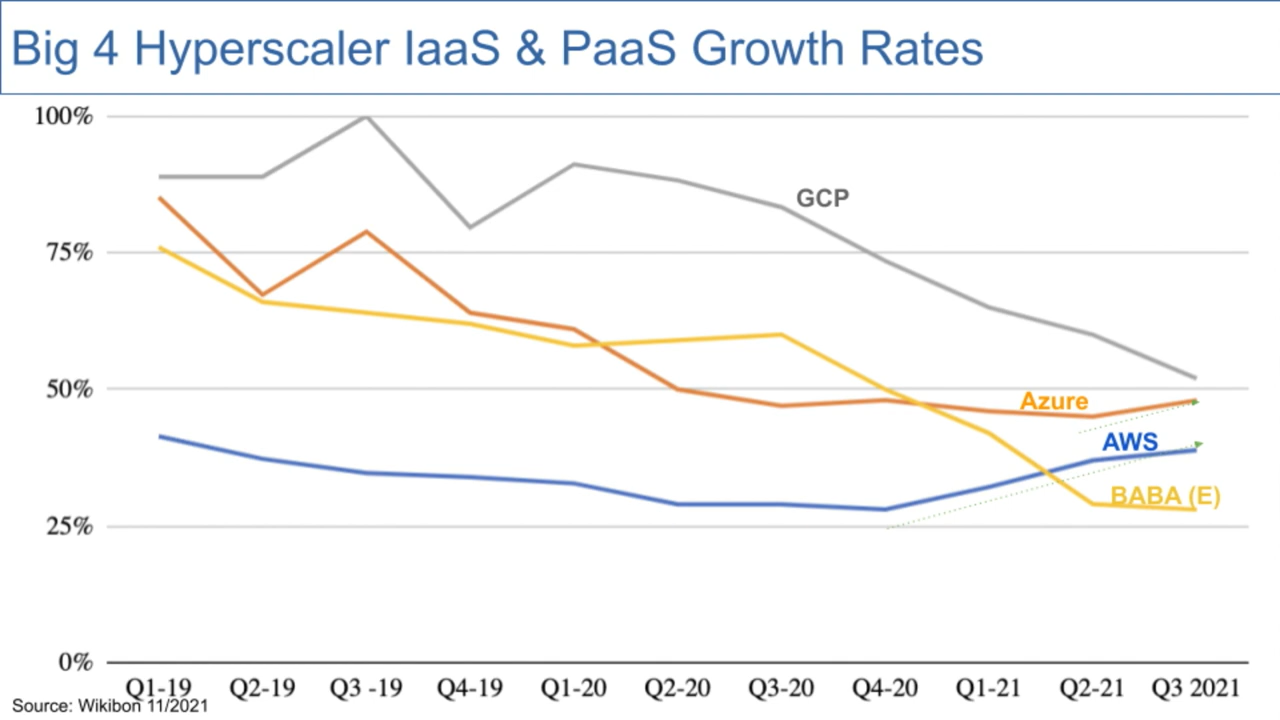 Big 4 Hyperscaler IaaS & PaaS Growth Rates
100%
75%
50%
25%
0%
GCP
Azure
AWS
BABA (E)
Q1-19 Q2-19 Q3 -19 Q4-19 Q1-20 Q2-20 Q3-20 Q4-20 Q1-21 Q2-21 Q3 2021
Source: Wikibon 11/2021